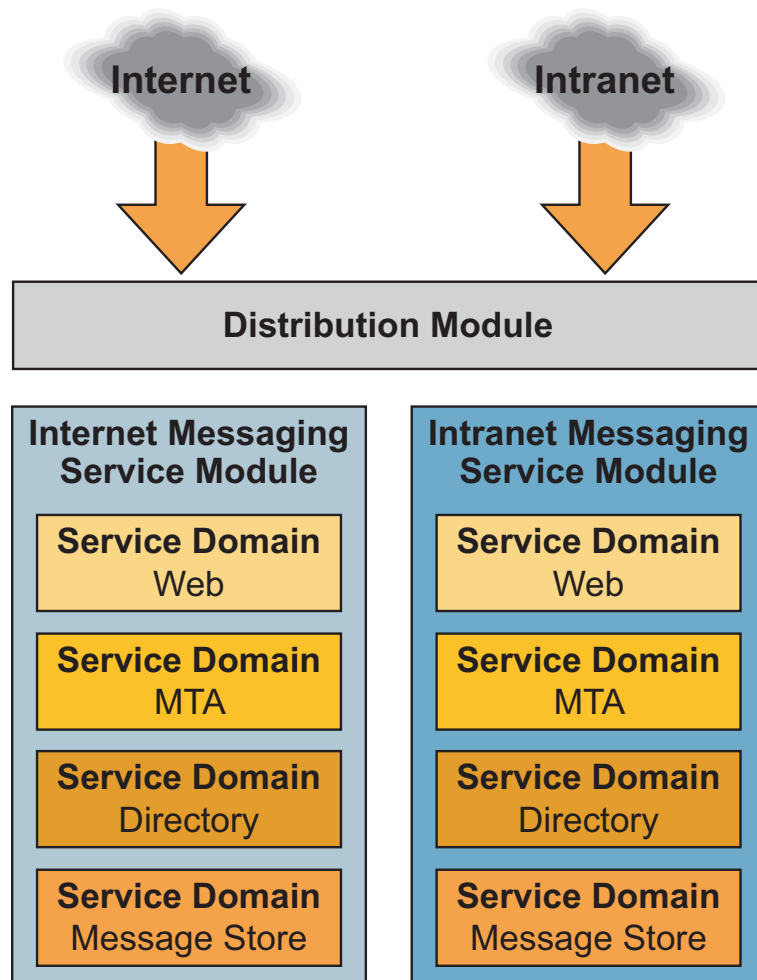 Internet
Intranet
Distribution Module
Internet Messaging
Service Module
Service Domain
Web
Service Domain
MTA
Service Domain
Directory
Service Domain
Message Store
Intranet Messaging
Service Module
Service Domain
Web
Service Domain
MTA
Service Domain
Directory
Service Domain
Message Store